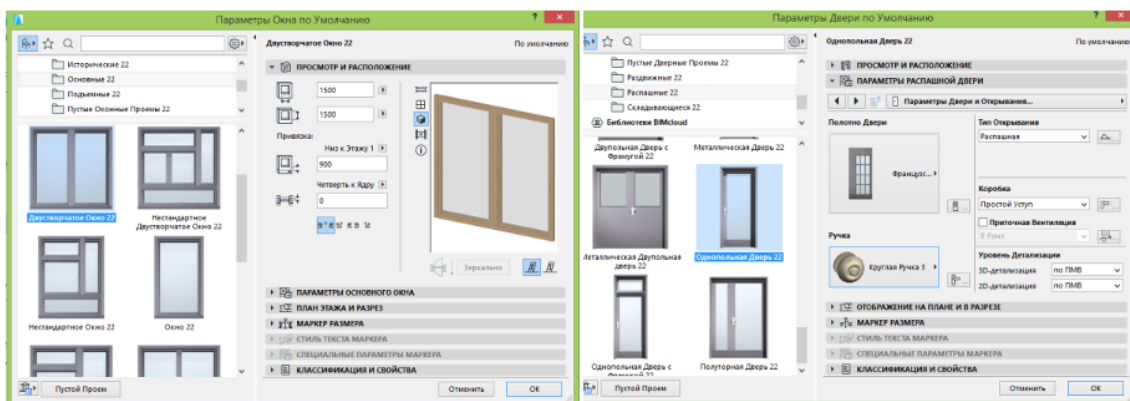 Параметры Окна по Умолчанию
Исторические 22
Основные 22
Подъемные 22
Пустые Оконные Проемы 22
Двустворчатое Окно 22
Нестандартное
Двустворчатое Окно 22
Нестандартное Окно 22
Окно 22
Пустой Проем
Двустворчатое Окно 22
По умолчанию
ПРОСМОТР И РАСПОЛОЖЕНИЕ
1500
1500
Привязка:
Низ к Этажу 1
900
Четверть к Ядру
0
Зеркально
ПАРАМЕТРЫ ОСНОВНОГО ОКНА
ПЛАН ЭТАЖА И РАЗРЕЗ
МАРКЕР РАЗМЕРА
СТИЛЬ ТЕКСТА МАРКЕРА
СПЕЦИАЛЬНЫЕ ПАРАМЕТРЫ МАРКЕРА
КЛАССИФИКАЦИЯ И СВОЙСТВА
Отменить
OK
Параметры Двери по Умолчанию
Пустые Дверные Проемы 22
Раздвижные 22
Распашные 22
Складывающиеся 22
Библиотеки BIMcloud
Двупольная Дверь с
Фрамугой 22
Металлическая Дверь 22
Металлическая Двупольная
дверь 22
Однопольная Дверь 22
Однопольная Дверь с
Фрамугой 22
Полуторная Дверь 22
Пустой Проем
Однопольная Дверь 22
По умолчанию
ПРОСМОТР И РАСПОЛОЖЕНИЕ
ПАРАМЕТРЫ РАСПАШНОЙ ДВЕРИ
Параметры Двери и Открывания...
Полотно Двери
Французс...
Ручка
Круглая Ручка 3
Тип Открывания
Распашная
Коробка
Простой Уступ
Приточная Вентиляция
В Раме
Уровень Детализации
3D-детализация
по ПМВ
2D-детализация
по ПМВ
ОТОБРАЖЕНИЕ НА ПЛАНЕ И В РАЗРЕЗЕ
МАРКЕР РАЗМЕРА
СТИЛЬ ТЕКСТА МАРКЕРА
СПЕЦИАЛЬНЫЕ ПАРАМЕТРЫ МАРКЕРА
КЛАССИФИКАЦИЯ И СВОЙСТВА
Отменить
OK